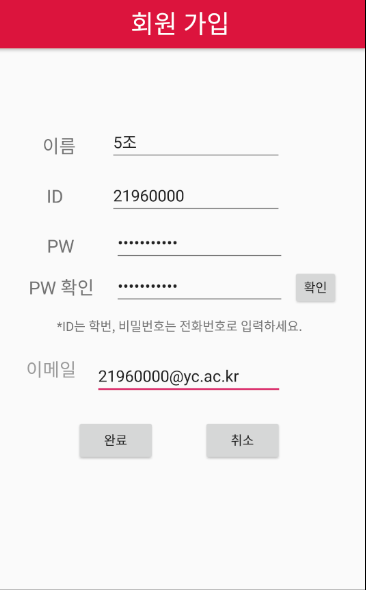 회원 가입
이름 5조
ID 21960000
PW •••••••••••
PW 확인 ••••••••••• 확인
*ID는 학번, 비밀번호는 전화번호로 입력하세요.
이메일 21960000@yc.ac.kr
완료 취소